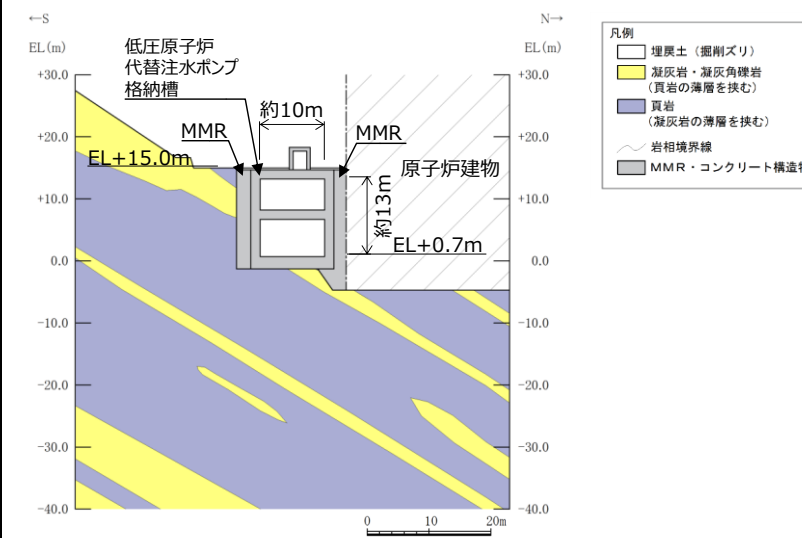 ←S
N→
EL(m)
EL(m)
+30.0
+20.0
+10.0
0.0
-10.0
-20.0
-30.0
-40.0
低圧原子炉
代替注水ポンプ
格納槽
約10m
MMR
MMR
EL+15.0m
原子炉建物
約13m
EL+0.7m
+30.0
+20.0
+10.0
0.0
-10.0
-20.0
-30.0
-40.0
0 10 20m
凡例
埋戻土（掘削ズリ）
凝灰岩・凝灰角礫岩
(頁岩の薄層を挟む)
頁岩
(凝灰岩の薄層を挟む)
岩相境界線
MMR・コンクリート構造物